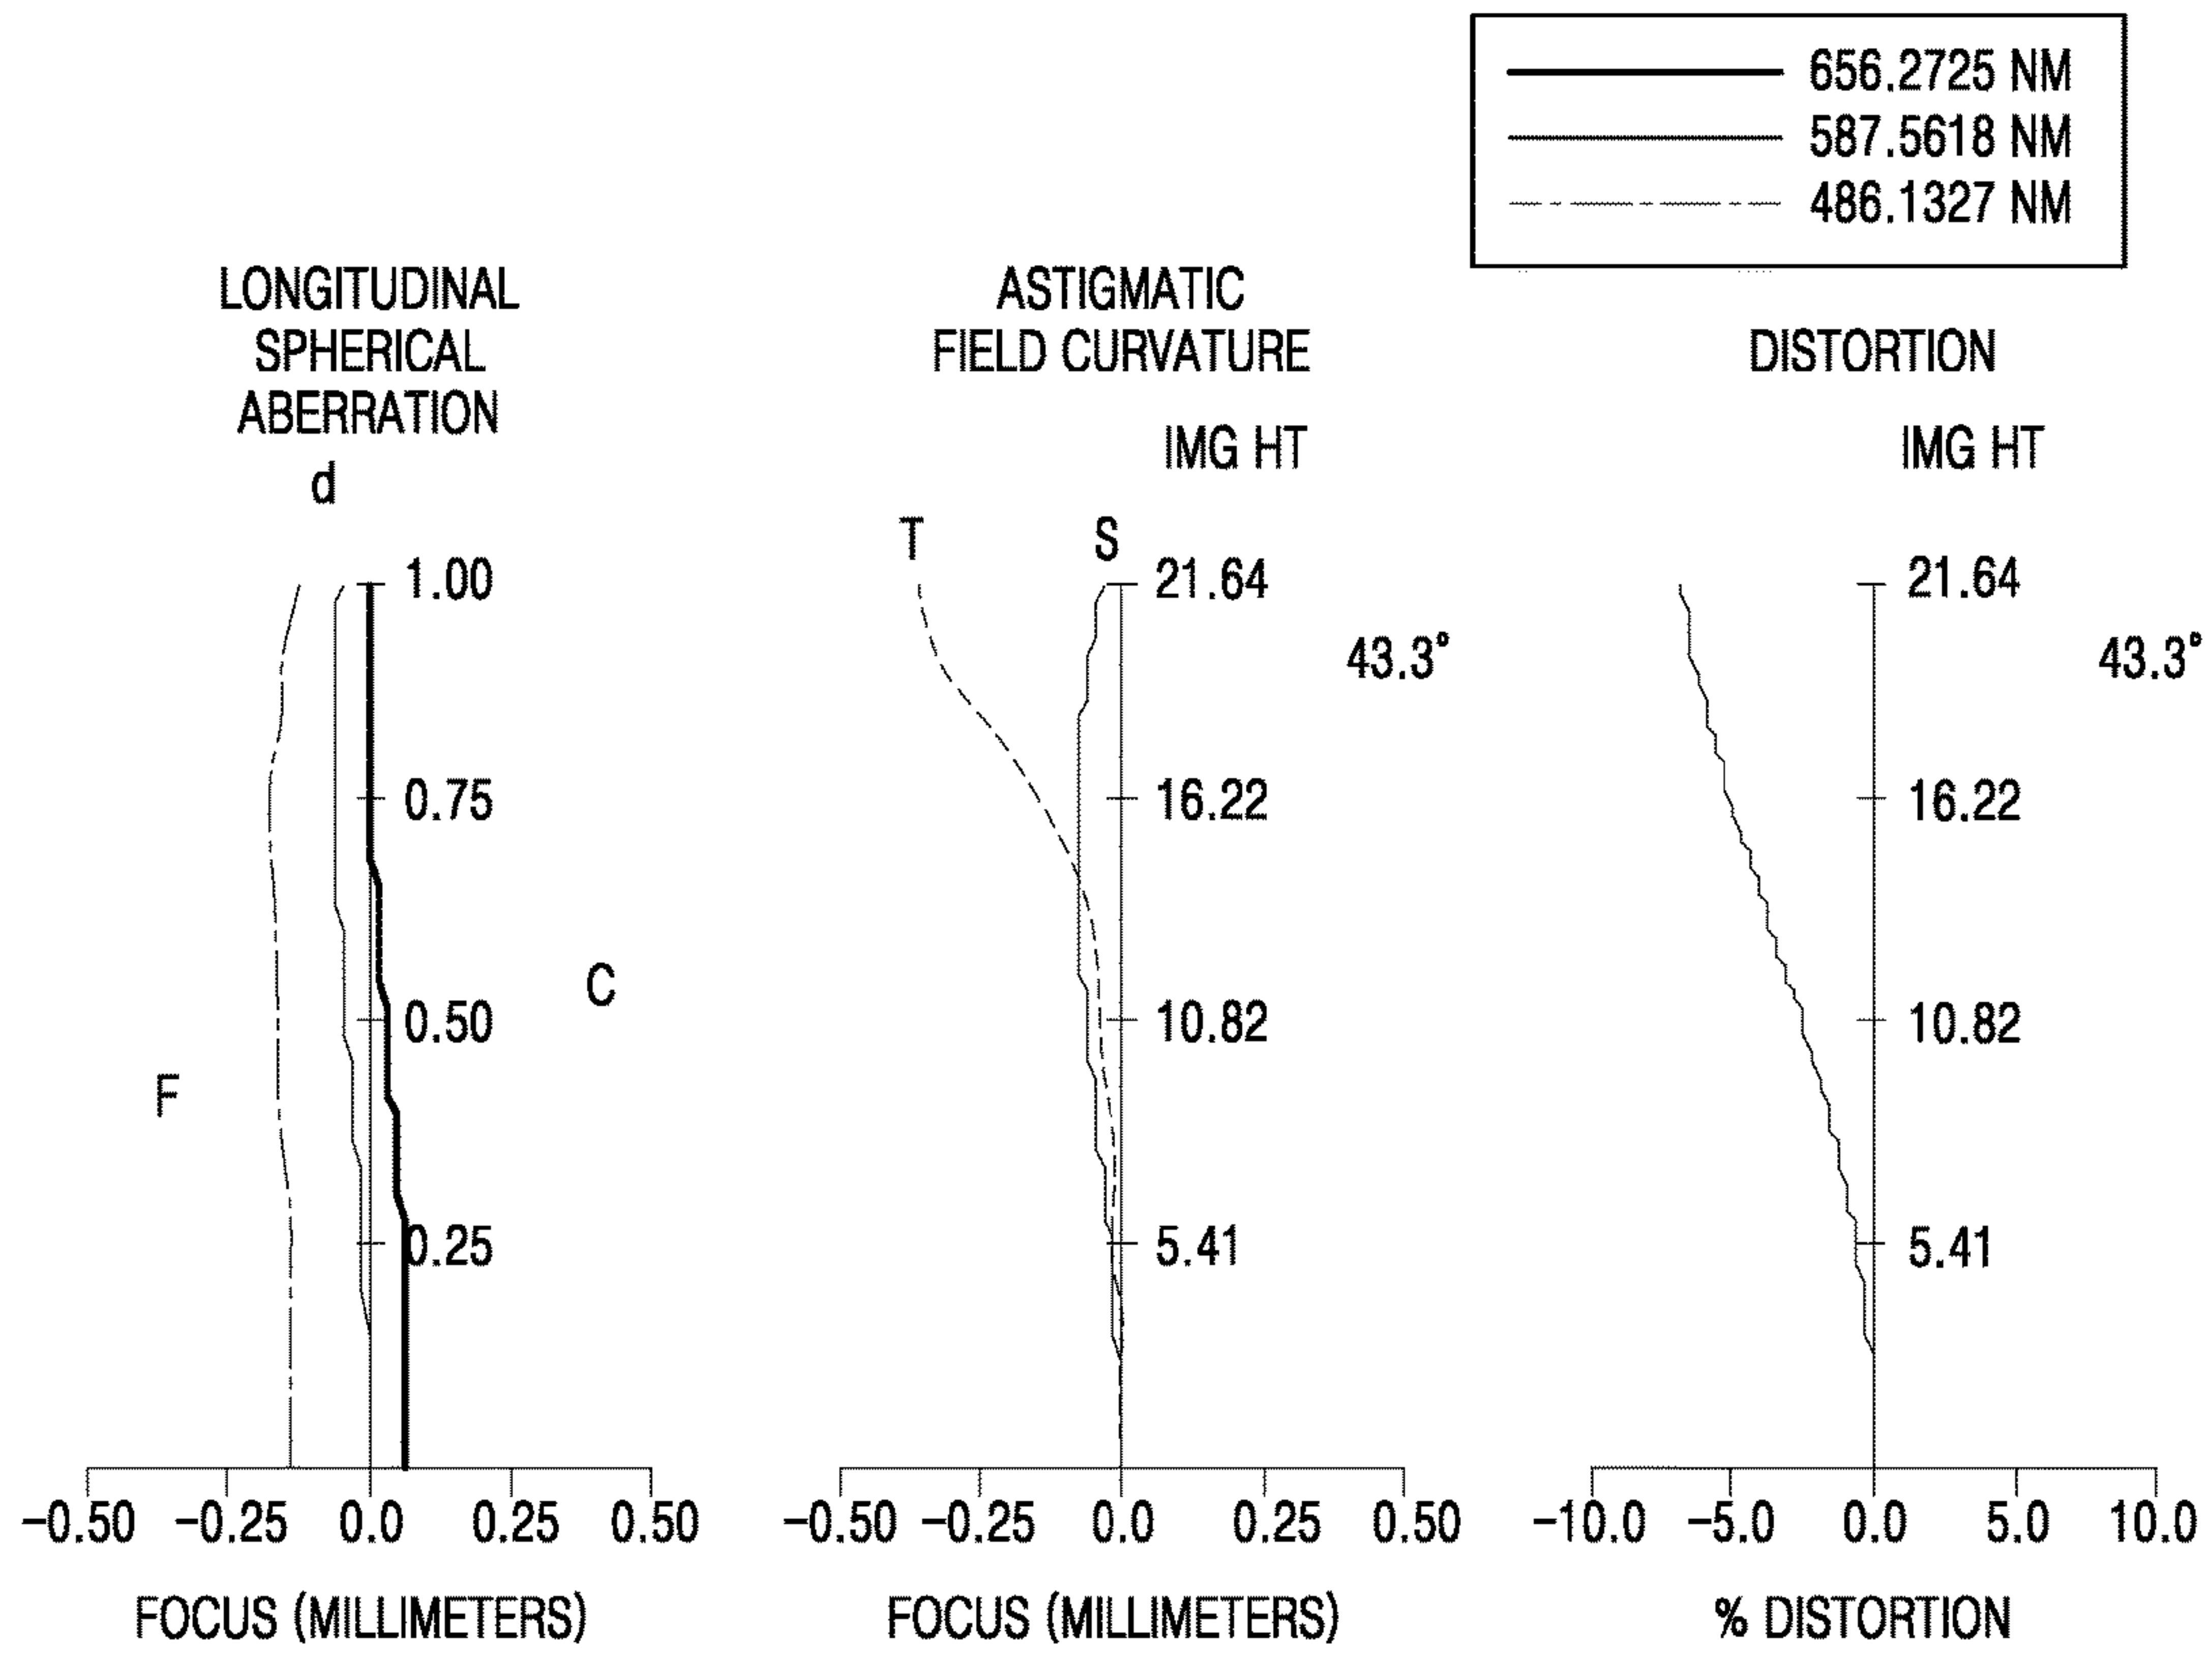 656.2725 NM
587.5618 NM
486.1327 NM
LONGITUDINAL
SPHERICAL
ABERRATION
d
1.00
0.75
0.50
0.25
F
C
−0.50 −0.25 0.0 0.25 0.50
FOCUS (MILLIMETERS)
ASTIGMATIC
FIELD CURVATURE
IMG HT
T S
21.64
43.3°
16.22
10.82
5.41
−0.50 −0.25 0.0 0.25 0.50
FOCUS (MILLIMETERS)
DISTORTION
IMG HT
21.64
43.3°
16.22
10.82
5.41
−10.0 −5.0 0.0 5.0 10.0
% DISTORTION